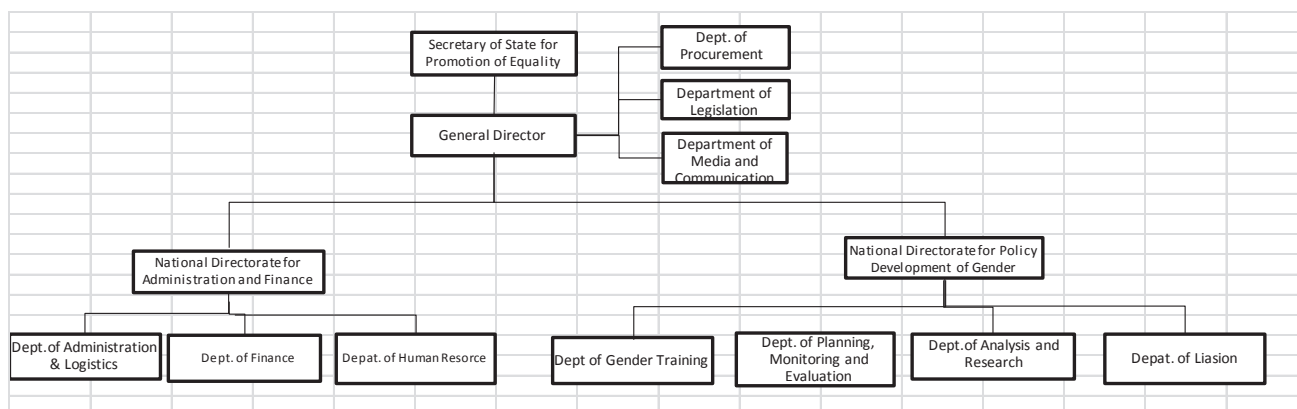 Secretary of State for
Promotion of Equality
Dept. of
Procurement
Department of
Legislation
General Director
Department of
Media and
Communication
National Directorate for
Administration and Finance
National Directorate for Policy
Development of Gender
Dept. of Administration
& Logistics
Dept. of Finance
Depat. of Human Resorce
Dept of Gender Training
Dept. of Planning,
Monitoring and
Evaluation
Dept. of Analysis and
Research
Depat. of Liasion